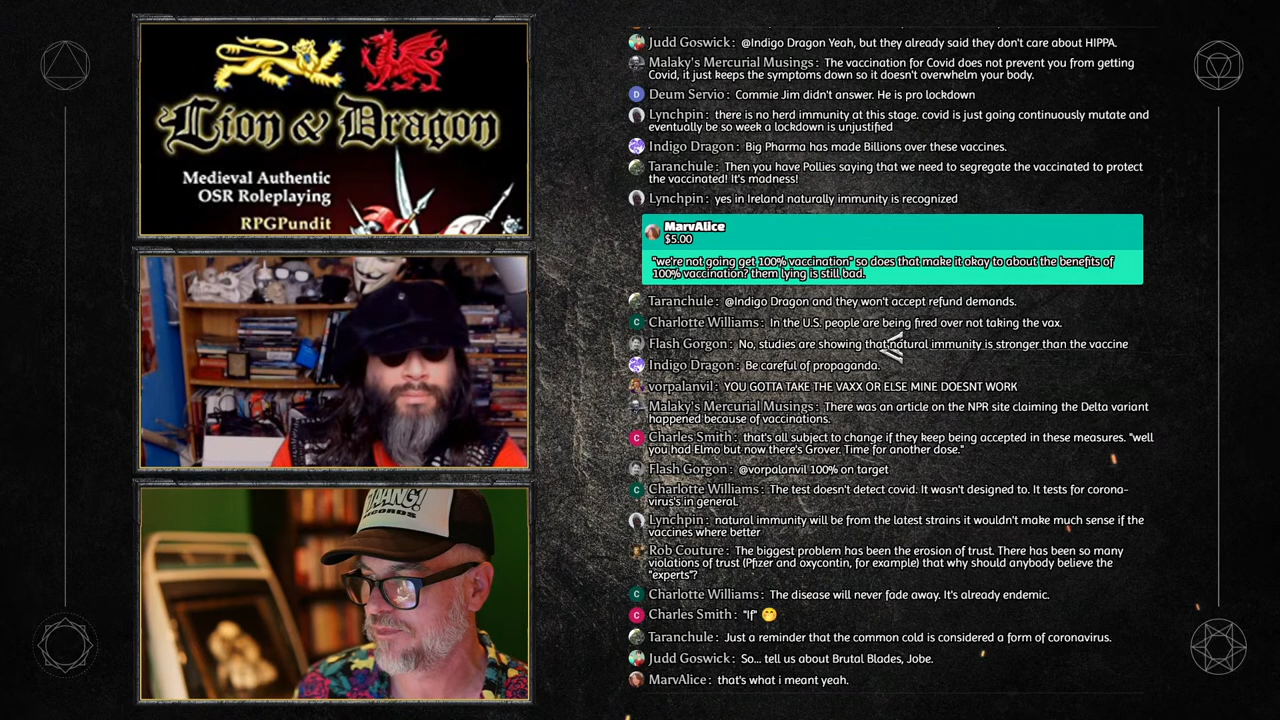 Lion & Dragon
Medieval Authentic
OSR Roleplaying
RPGPundit
BANG!
RECORDS
Judd Goswick: @Indigo Dragon Yeah, but they already said they don't care about HIPPA.
Malaky's Mercurial Musings: The vaccination for Covid does not prevent you from getting
Covid, it just keeps the symptoms down so it doesn't overwhelm your body.
D Deum Servio: Commie Jim didn't answer. He is pro lockdown
Lynchpin: there is no herd immunity at this stage. covid is just going continuously mutate and
eventually be so week a lockdown is unjustified
Indigo Dragon: Big Pharma has made Billions over these vaccines.
Taranchule: Then you have Pollies saying that we need to segregate the vaccinated to protect
the vaccinated! It's madness!
Lynchpin: yes in Ireland naturally immunity is recognized
MarvAlice
$5.00
"we're not going get 100% vaccination" so does that make it okay to about the benefits of
100% vaccination? them lying is still bad.
Taranchule: @Indigo Dragon and they won't accept refund demands.
C Charlotte Williams: In the U.S. people are being fired over not taking the vax.
Flash Gorgon: No, studies are showing that natural immunity is stronger than the vaccine
Indigo Dragon: Be careful of propaganda.
vorpalanvil: YOU GOTTA TAKE THE VAXX OR ELSE MINE DOESNT WORK
Malaky's Mercurial Musings: There was an article on the NPR site claiming the Delta variant
happened because of vaccinations.
C Charles Smith: that's all subject to change if they keep being accepted in these measures. "well
you had Elmo but now there's Grover. Time for another dose."
Flash Gorgon: @vorpalanvil 100% on target
C Charlotte Williams: The test doesn't detect covid. It wasn't designed to. It tests for corona-
virus's in general.
Lynchpin: natural immunity will be from the latest strains it wouldn't make much sense if the
vaccines where better
Rob Couture: The biggest problem has been the erosion of trust. There has been so many
violations of trust (Pfizer and oxycontin, for example) that why should anybody believe the
"experts"?
C Charlotte Williams: The disease will never fade away. It's already endemic.
C Charles Smith: "If" 🤭
Taranchule: Just a reminder that the common cold is considered a form of coronavirus.
Judd Goswick: So... tell us about Brutal Blades, Jobe.
MarvAlice: that's what i meant yeah.